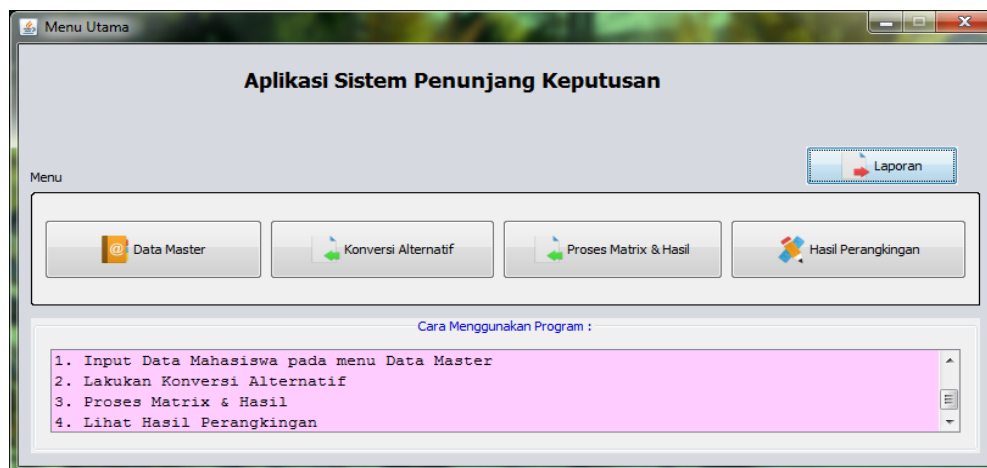 Menu Utama
Aplikasi Sistem Penunjang Keputusan
Laporan
Menu
Data Master
Konversi Alternatif
Proses Matrix & Hasil
Hasil Perangkingan
Cara Menggunakan Program :
1. Input Data Mahasiswa pada menu Data Master
2. Lakukan Konversi Alternatif
3. Proses Matrix & Hasil
4. Lihat Hasil Perangkingan